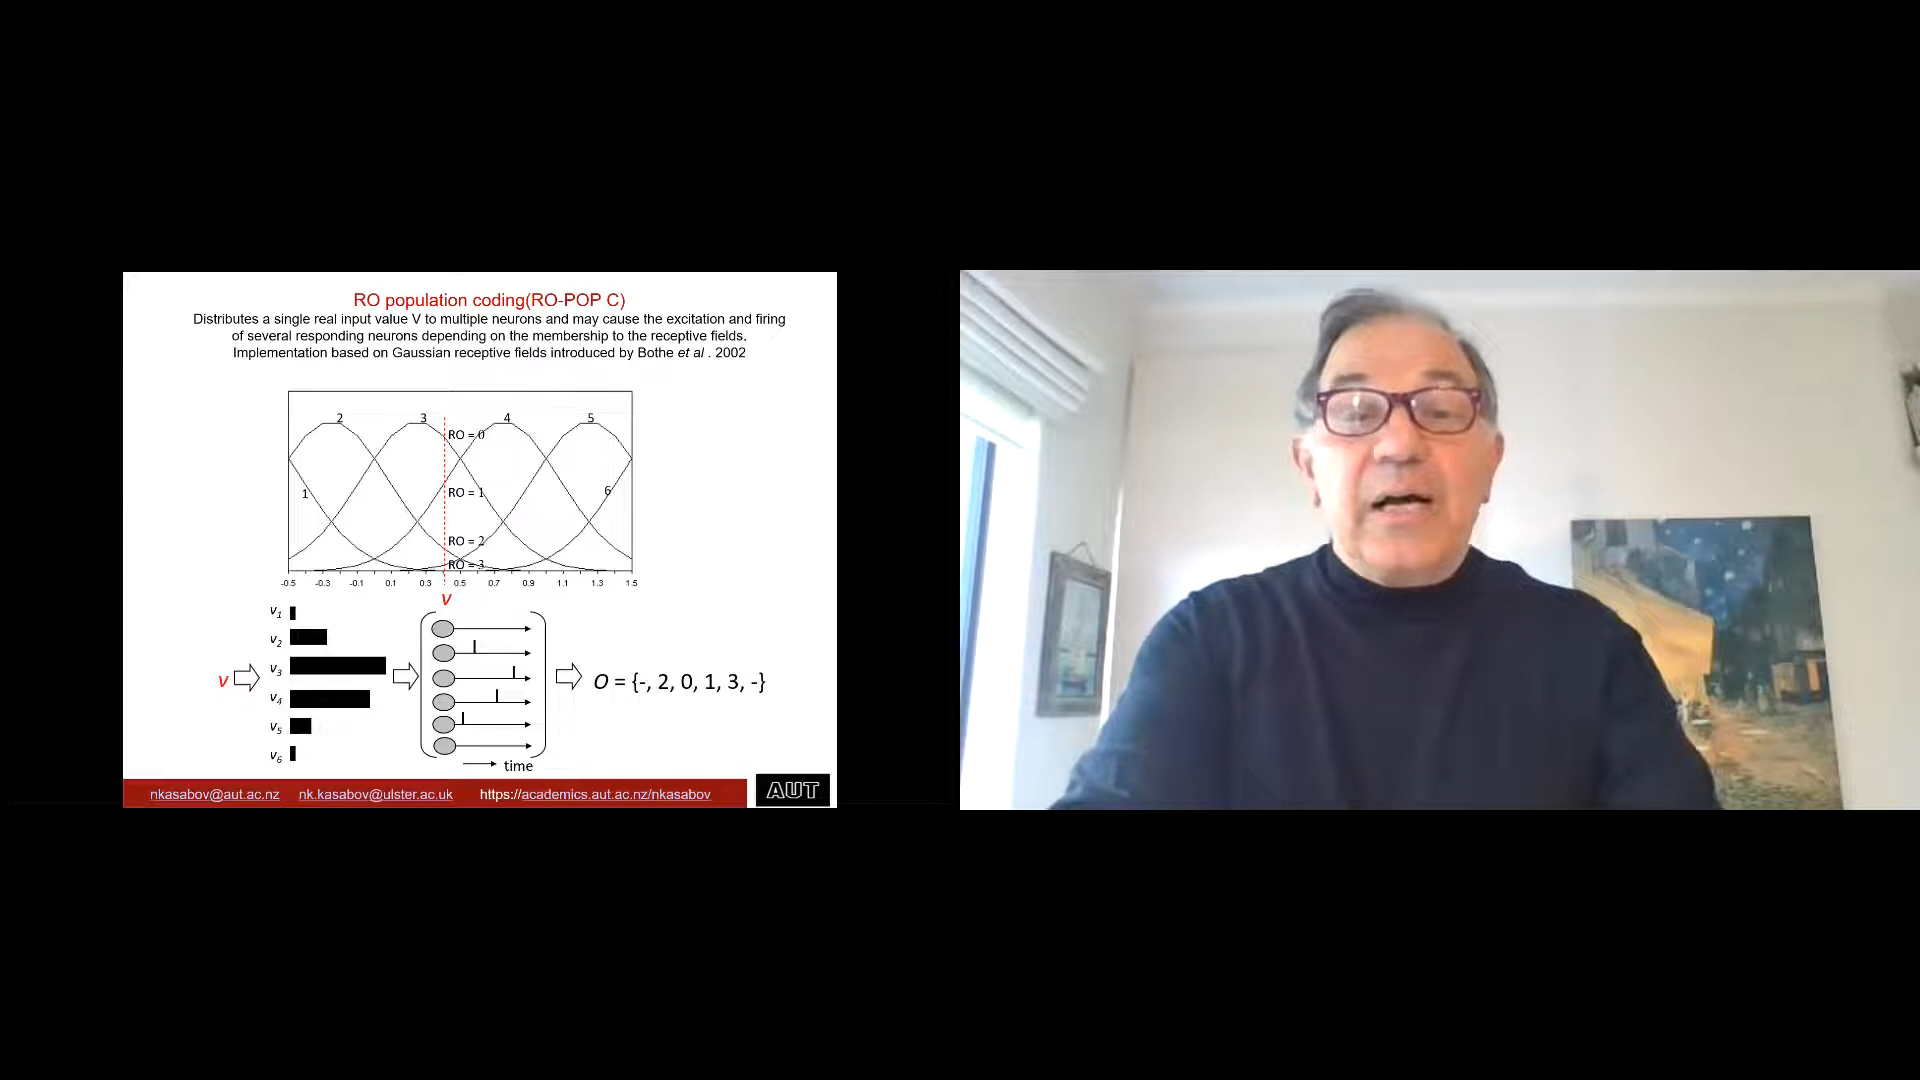 RO population coding(RO-POP C)
Distributes a single real input value V to multiple neurons and may cause the excitation and firing
of several responding neurons depending on the membership to the receptive fields.
Implementation based on Gaussian receptive fields introduced by Bothe et al . 2002
2 3 4 5
RO = 0
1 RO = 1 6
RO = 2
RO = 3
-0.5 -0.3 -0.1 0.1 0.3 0.5 0.7 0.9 1.1 1.3 1.5
v
v1
v2
v3
v O = {-, 2, 0, 1, 3, -}
v4
v5
v6
time
nkasabov@aut.ac.nz nk.kasabov@ulster.ac.uk https://academics.aut.ac.nz/nkasabov AUT